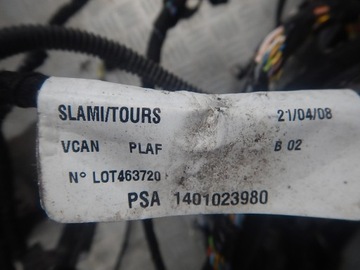 SLAMI/TOURS 21/04/08
VCAN PLAF B 02
N° LOT463720
PSA 1401023980